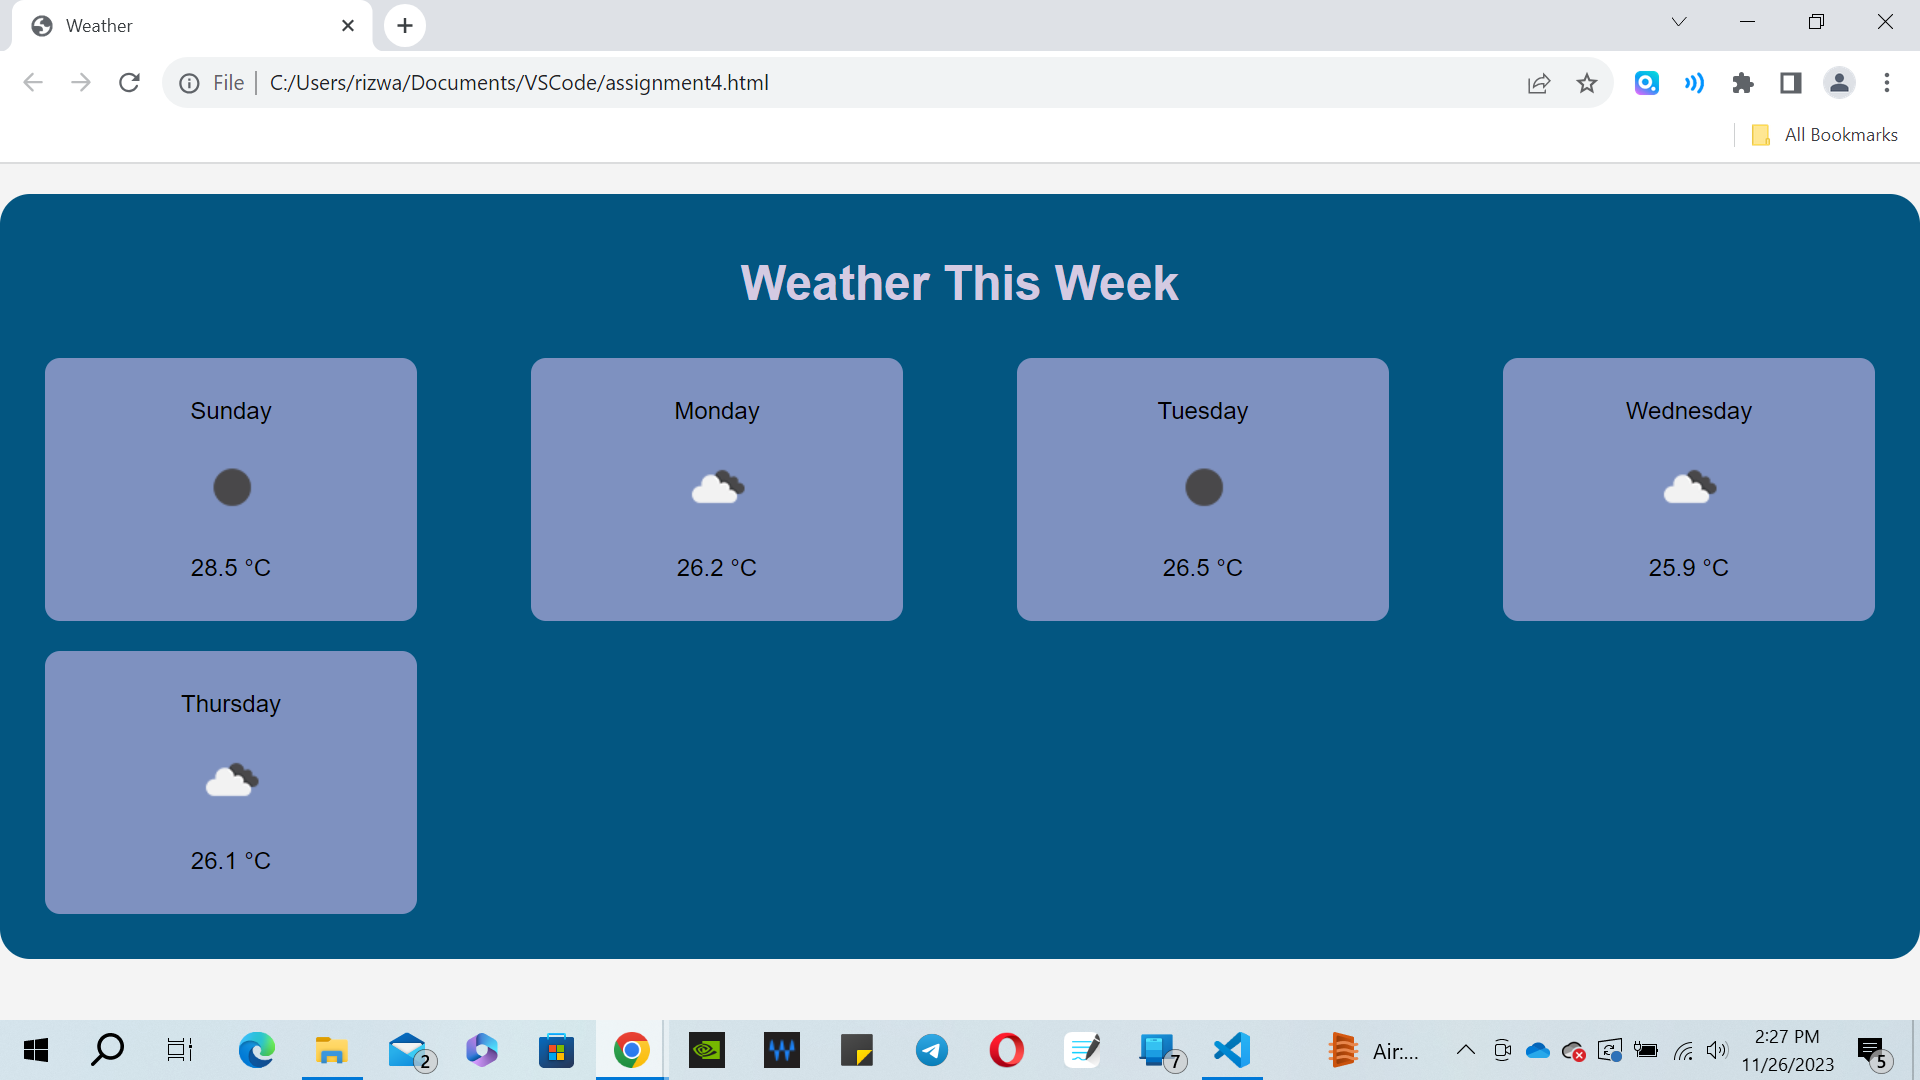 Weather
File
C:/Users/rizwa/Documents/VSCode/assignment4.html
All Bookmarks
Weather This Week
Sunday
28.5 °C
Monday
26.2 °C
Tuesday
26.5 °C
Wednesday
25.9 °C
Thursday
26.1 °C
2
7
Air:...
2:27 PM
11/26/2023
5